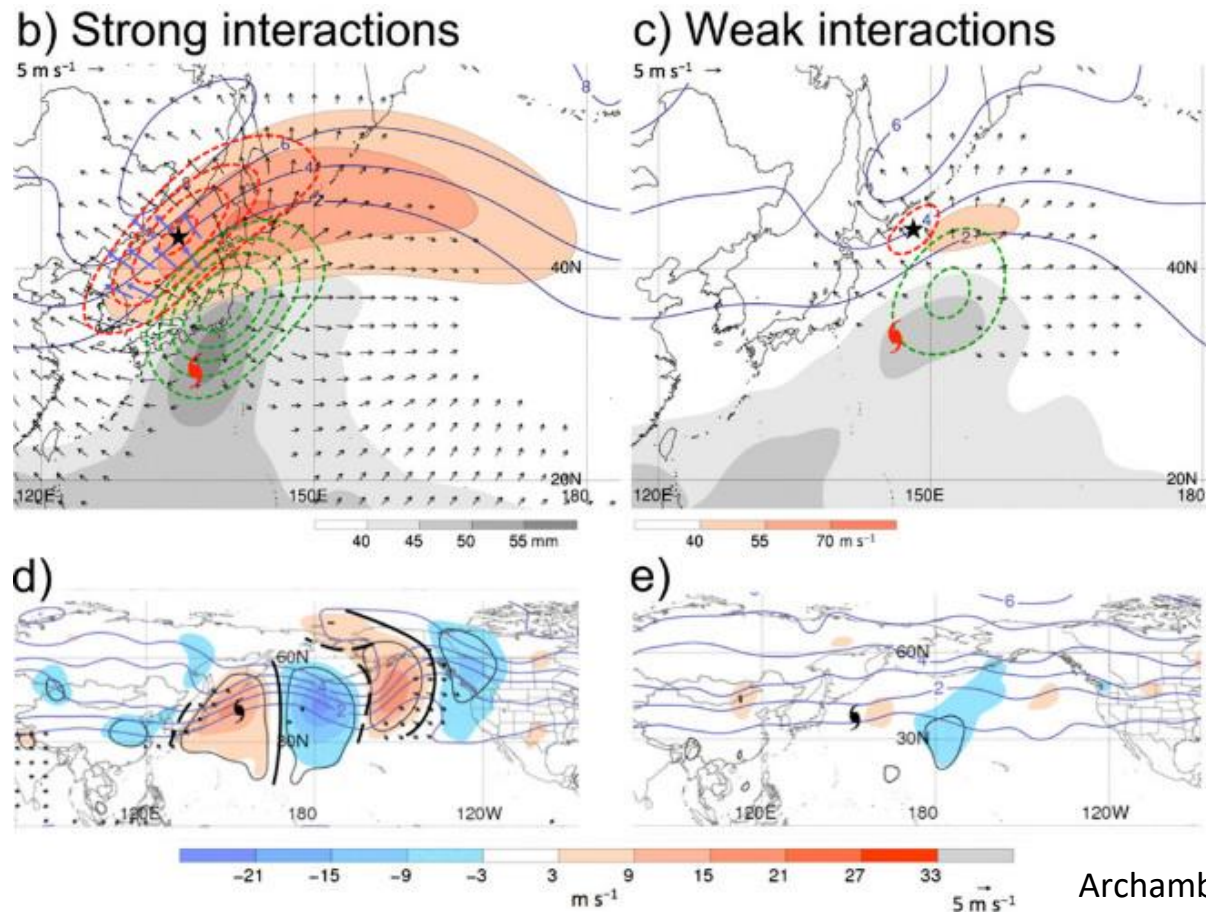 b) Strong interactions
c) Weak interactions
5 m s⁻¹
5 m s⁻¹
8
6
6
8
4
4
2
2
40N
40N
20N
20N
120E
150E
180
120E
150E
180
40 45 50 55 mm
40 55 70 m s⁻¹
d)
e)
6
60N
60N
4
2
2
30N
30N
120E
180
120W
120E
180
120W
−21 −15 −9 −3 3 9 15 21 27 33
m s⁻¹
5 m s⁻¹
Archamb